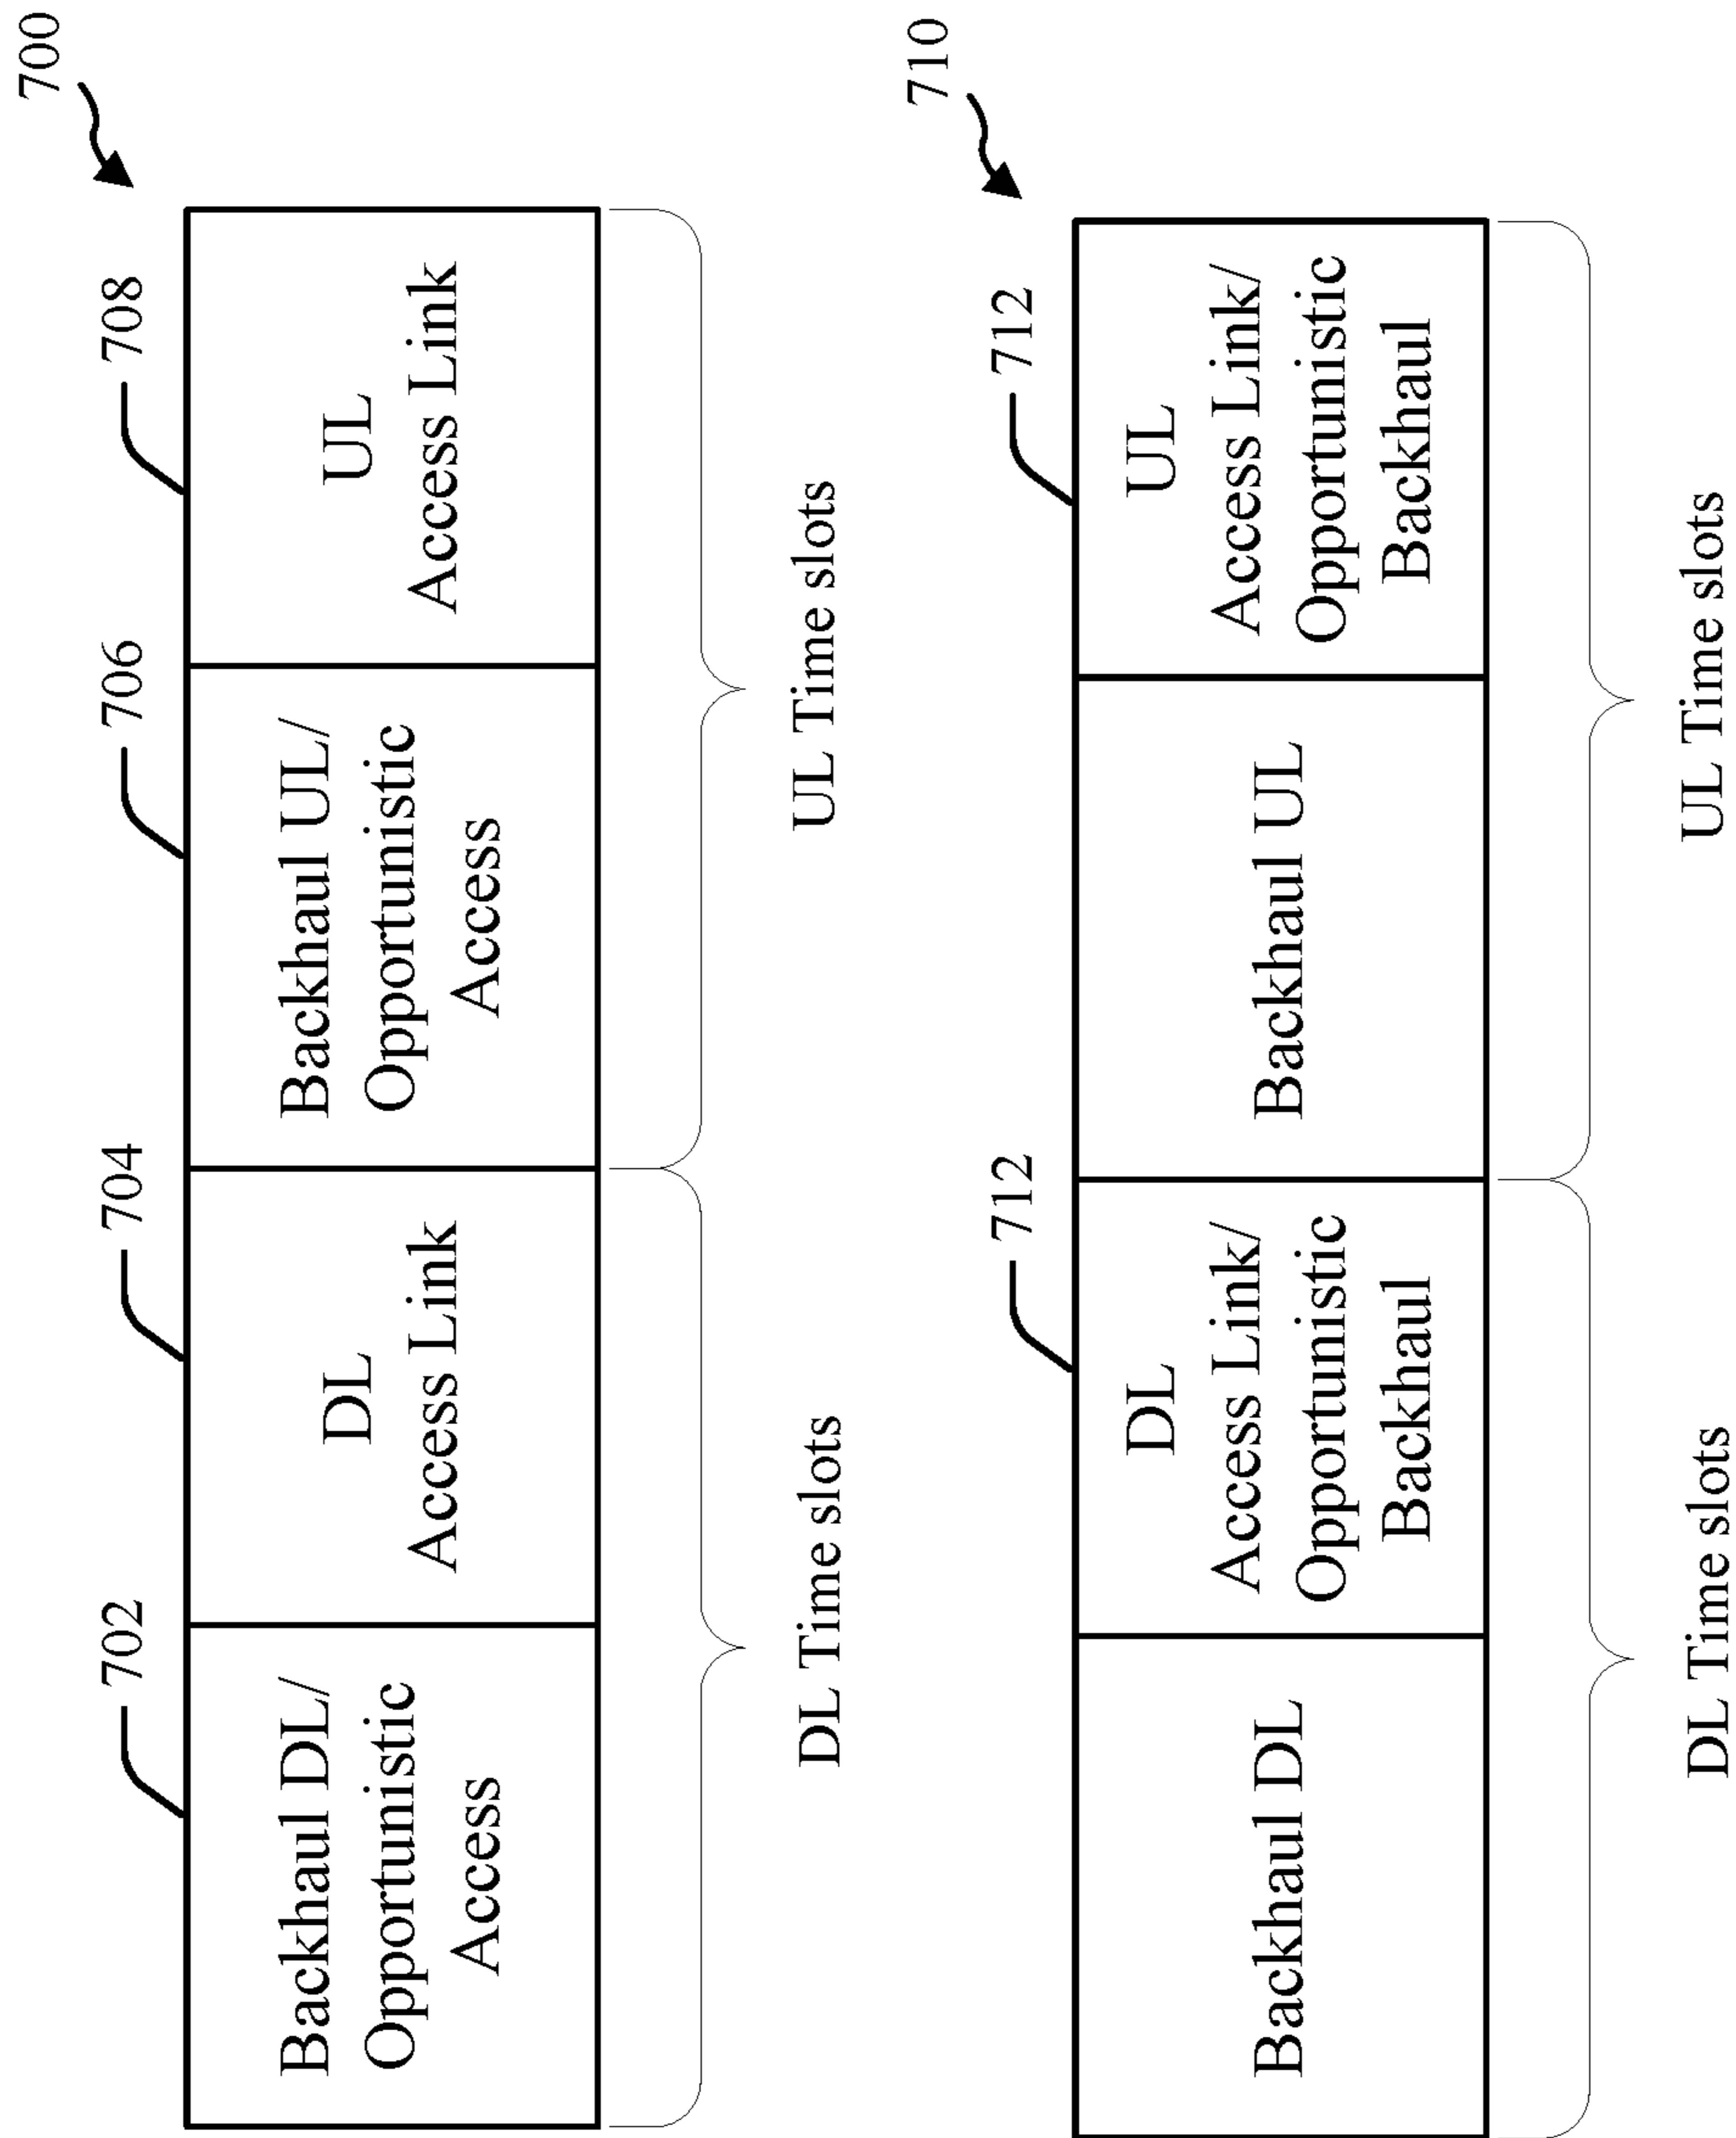 700
702
704
706
708
Backhaul DL/
Opportunistic
Access
DL
Access Link
Backhaul UL/
Opportunistic
Access
UL
Access Link
DL Time slots
UL Time slots
710
712
712
Backhaul DL
DL
Access Link/
Opportunistic
Backhaul
Backhaul UL
UL
Access Link/
Opportunistic
Backhaul
DL Time slots
UL Time slots